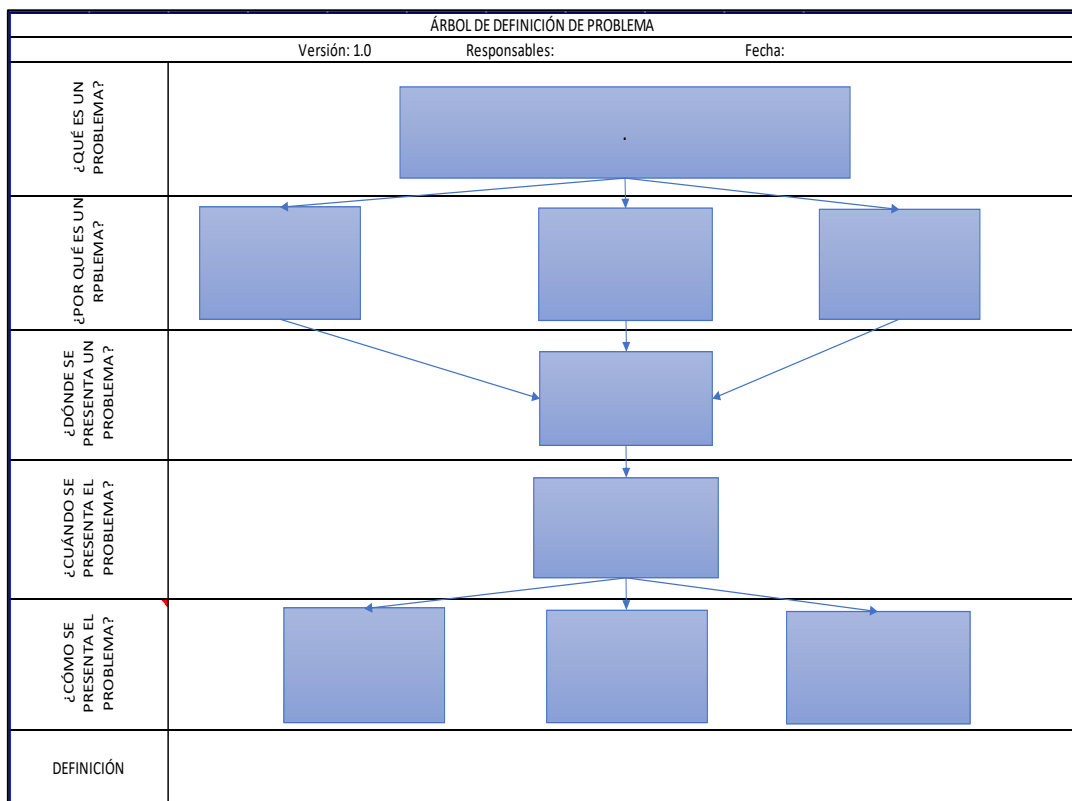 ÁRBOL DE DEFINICIÓN DE PROBLEMA
Versión: 1.0 Responsables: Fecha:
¿QUÉ ES UN
PROBLEMA?
.
¿POR QUÉ ES UN
RPBLEMA?
¿DÓNDE SE
PRESENTA UN
PROBLEMA?
¿CUÁNDO SE
PRESENTA EL
PROBLEMA?
¿CÓMO SE
PRESENTA EL
PROBLEMA?
DEFINICIÓN